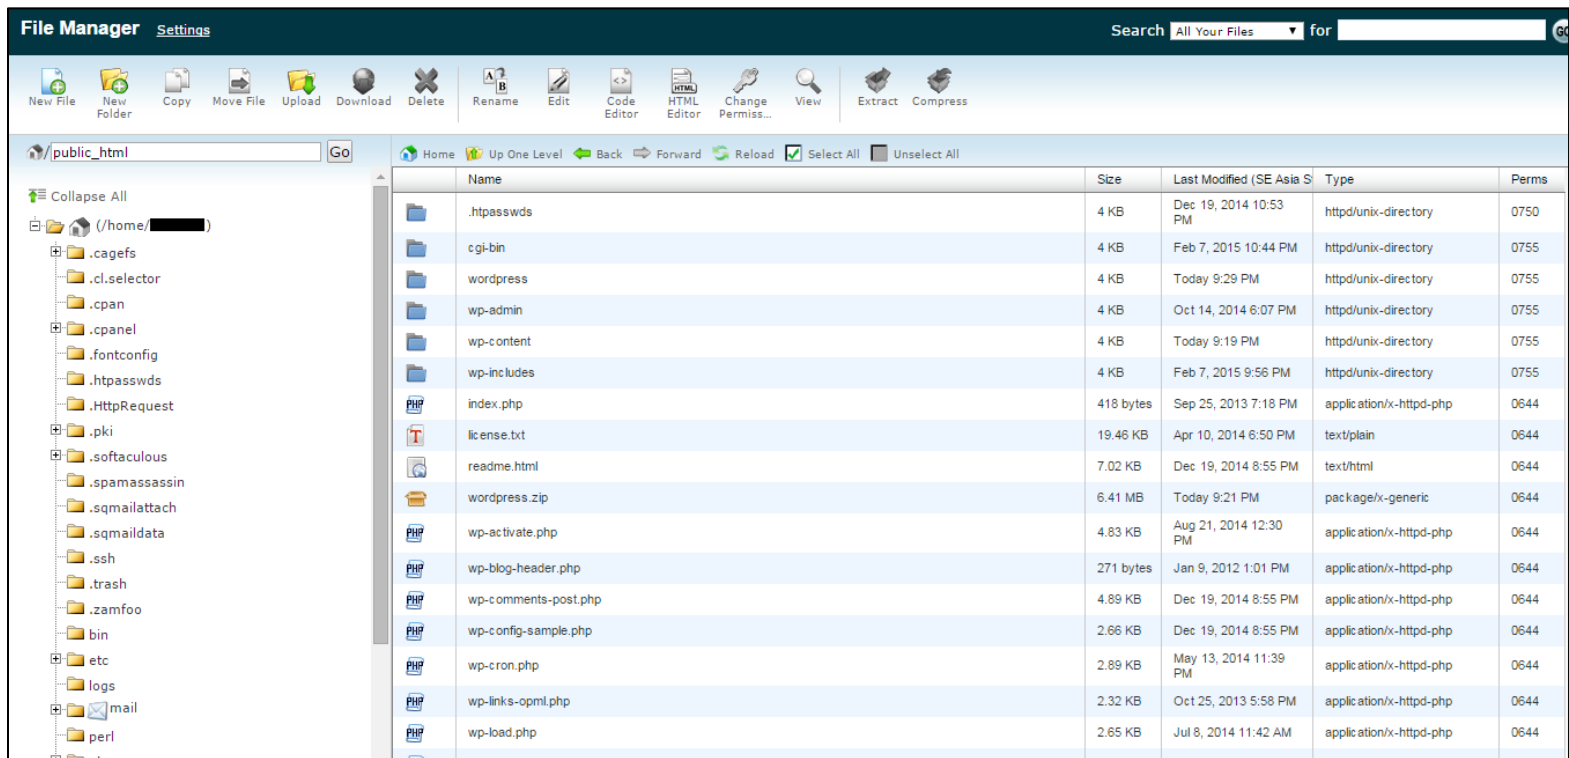 File Manager Settings
Search All Your Files for
GO
New File New Folder Copy Move File Upload Download Delete Rename Edit Code Editor HTML Editor Change Permiss... View Extract Compress
/ public_html Go
Home Up One Level Back Forward Reload Select All Unselect All
Collapse All
(/home/ )
.cagefs
.cl.selector
.cpan
.cpanel
.fontconfig
.htpasswds
.HttpRequest
.pki
.softaculous
.spamassassin
.sqmailattach
.sqmaildata
.ssh
.trash
.zamfoo
bin
etc
logs
mail
perl
Name Size Last Modified (SE Asia S Type Perms
.htpasswds 4 KB Dec 19, 2014 10:53 PM httpd/unix-directory 0750
cgi-bin 4 KB Feb 7, 2015 10:44 PM httpd/unix-directory 0755
wordpress 4 KB Today 9:29 PM httpd/unix-directory 0755
wp-admin 4 KB Oct 14, 2014 6:07 PM httpd/unix-directory 0755
wp-content 4 KB Today 9:19 PM httpd/unix-directory 0755
wp-includes 4 KB Feb 7, 2015 9:56 PM httpd/unix-directory 0755
PHP index.php 418 bytes Sep 25, 2013 7:18 PM application/x-httpd-php 0644
T license.txt 19.46 KB Apr 10, 2014 6:50 PM text/plain 0644
readme.html 7.02 KB Dec 19, 2014 8:55 PM text/html 0644
wordpress.zip 6.41 MB Today 9:21 PM package/x-generic 0644
PHP wp-activate.php 4.83 KB Aug 21, 2014 12:30 PM application/x-httpd-php 0644
PHP wp-blog-header.php 271 bytes Jan 9, 2012 1:01 PM application/x-httpd-php 0644
PHP wp-comments-post.php 4.89 KB Dec 19, 2014 8:55 PM application/x-httpd-php 0644
PHP wp-config-sample.php 2.66 KB Dec 19, 2014 8:55 PM application/x-httpd-php 0644
PHP wp-cron.php 2.89 KB May 13, 2014 11:39 PM application/x-httpd-php 0644
PHP wp-links-opml.php 2.32 KB Oct 25, 2013 5:58 PM application/x-httpd-php 0644
PHP wp-load.php 2.65 KB Jul 8, 2014 11:42 AM application/x-httpd-php 0644